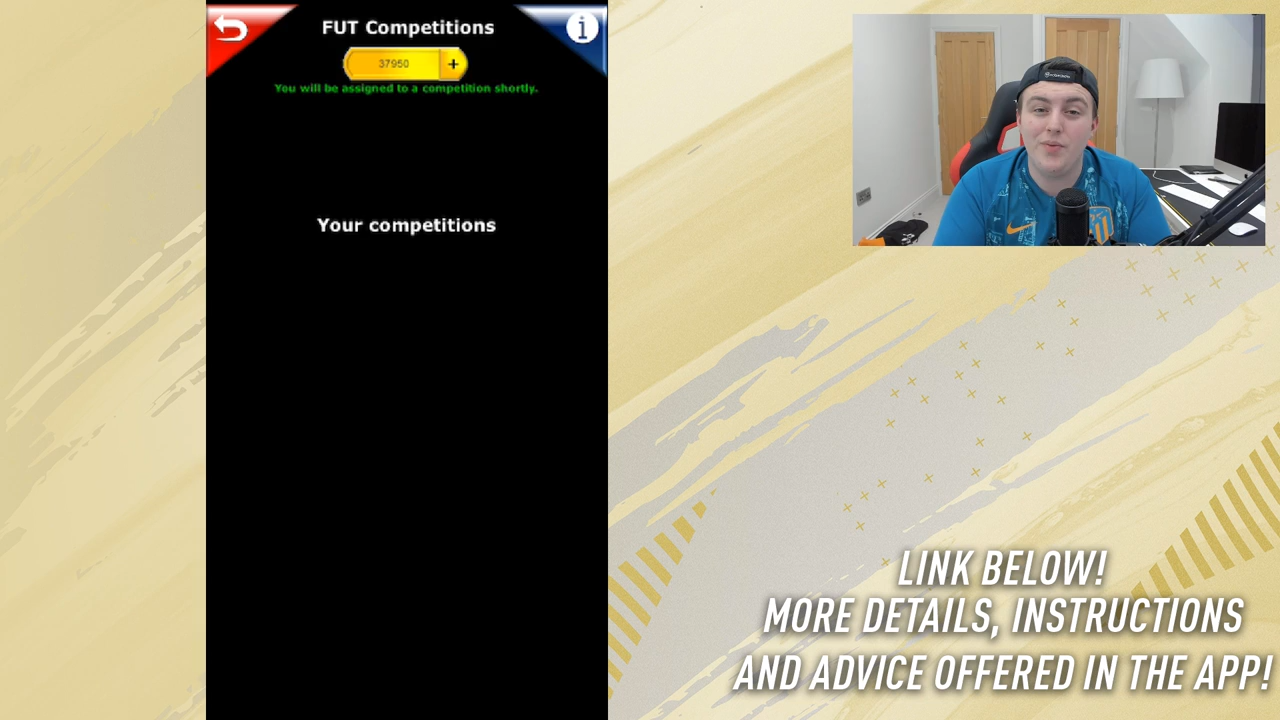 FUT Competitions
37950 +
You will be assigned to a competition shortly.
Your competitions
LINK BELOW!
MORE DETAILS, INSTRUCTIONS
AND ADVICE OFFERED IN THE APP!